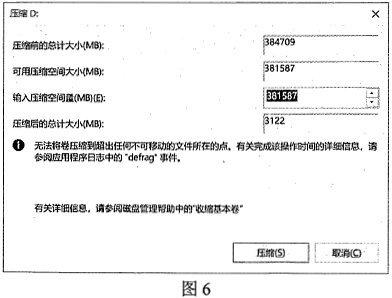 压缩 D:
压缩前的总计大小(MB): 384709
可用压缩空间大小(MB): 381587
输入压缩空间量(MB)(E): 381587
压缩后的总计大小(MB): 3122
无法将卷压缩到超出任何不可移动的文件所在的点。有关完成该操作时间的详细信息，请
参阅应用程序日志中的 "defrag" 事件。
有关详细信息，请参阅磁盘管理帮助中的"收缩基本卷"
压缩(S) 取消(C)
图 6